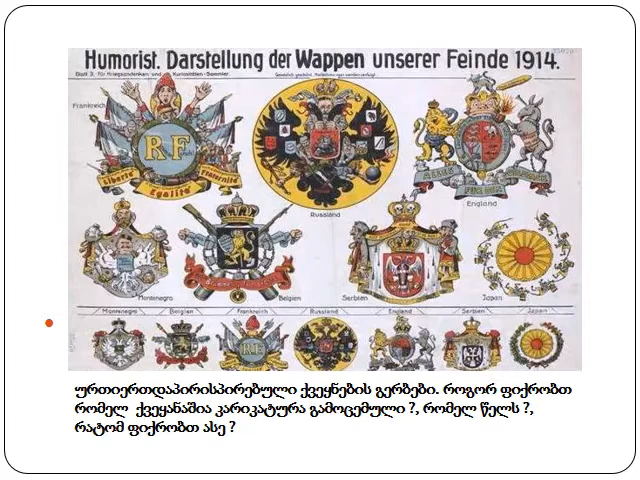 Humorist. Darstellung der Wappen unserer Feinde 1914.
Blatt 3. für Kriegsandenken und Kuriositäten-Sammler.
Frankreich
RF
Liberté Egalité Fraternité
Russland
England
Montenegro
Belgien
Serbien
Japan
Montenegro Belgien Frankreich Russland England Serbien Japan
RF
ურთიერთდაპირისპირებული ქვეყნების გერბები. როგორ ფიქრობთ
რომელ ქვეყანაშია კარიკატურა გამოცემული ?, რომელ წელს ?,
რატომ ფიქრობთ ასე ?